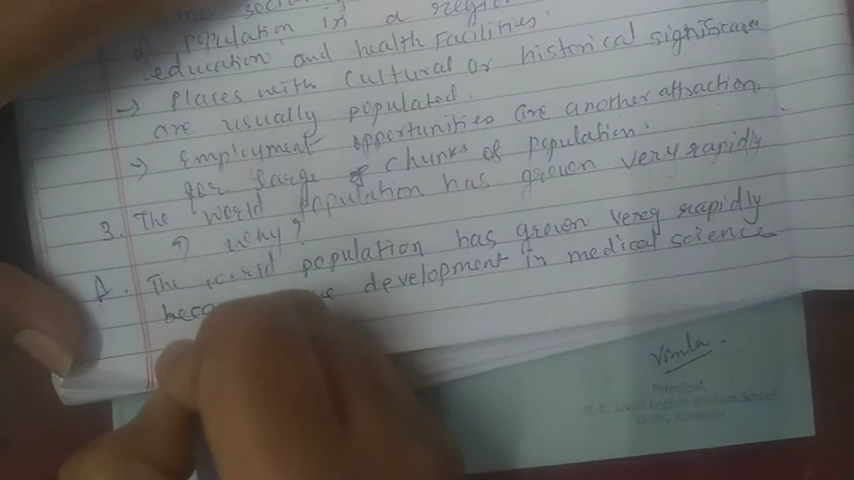 population in a
education and health Facilities.
→ Places with cultural or historical significance
are usually populated.
→ Employment opportunities are another attraction
for large chunks of population.
3. The world population has grown very rapidly
why?
A. The world population has grown very rapidly
development in medical science
Vimla.
Principal,
English School